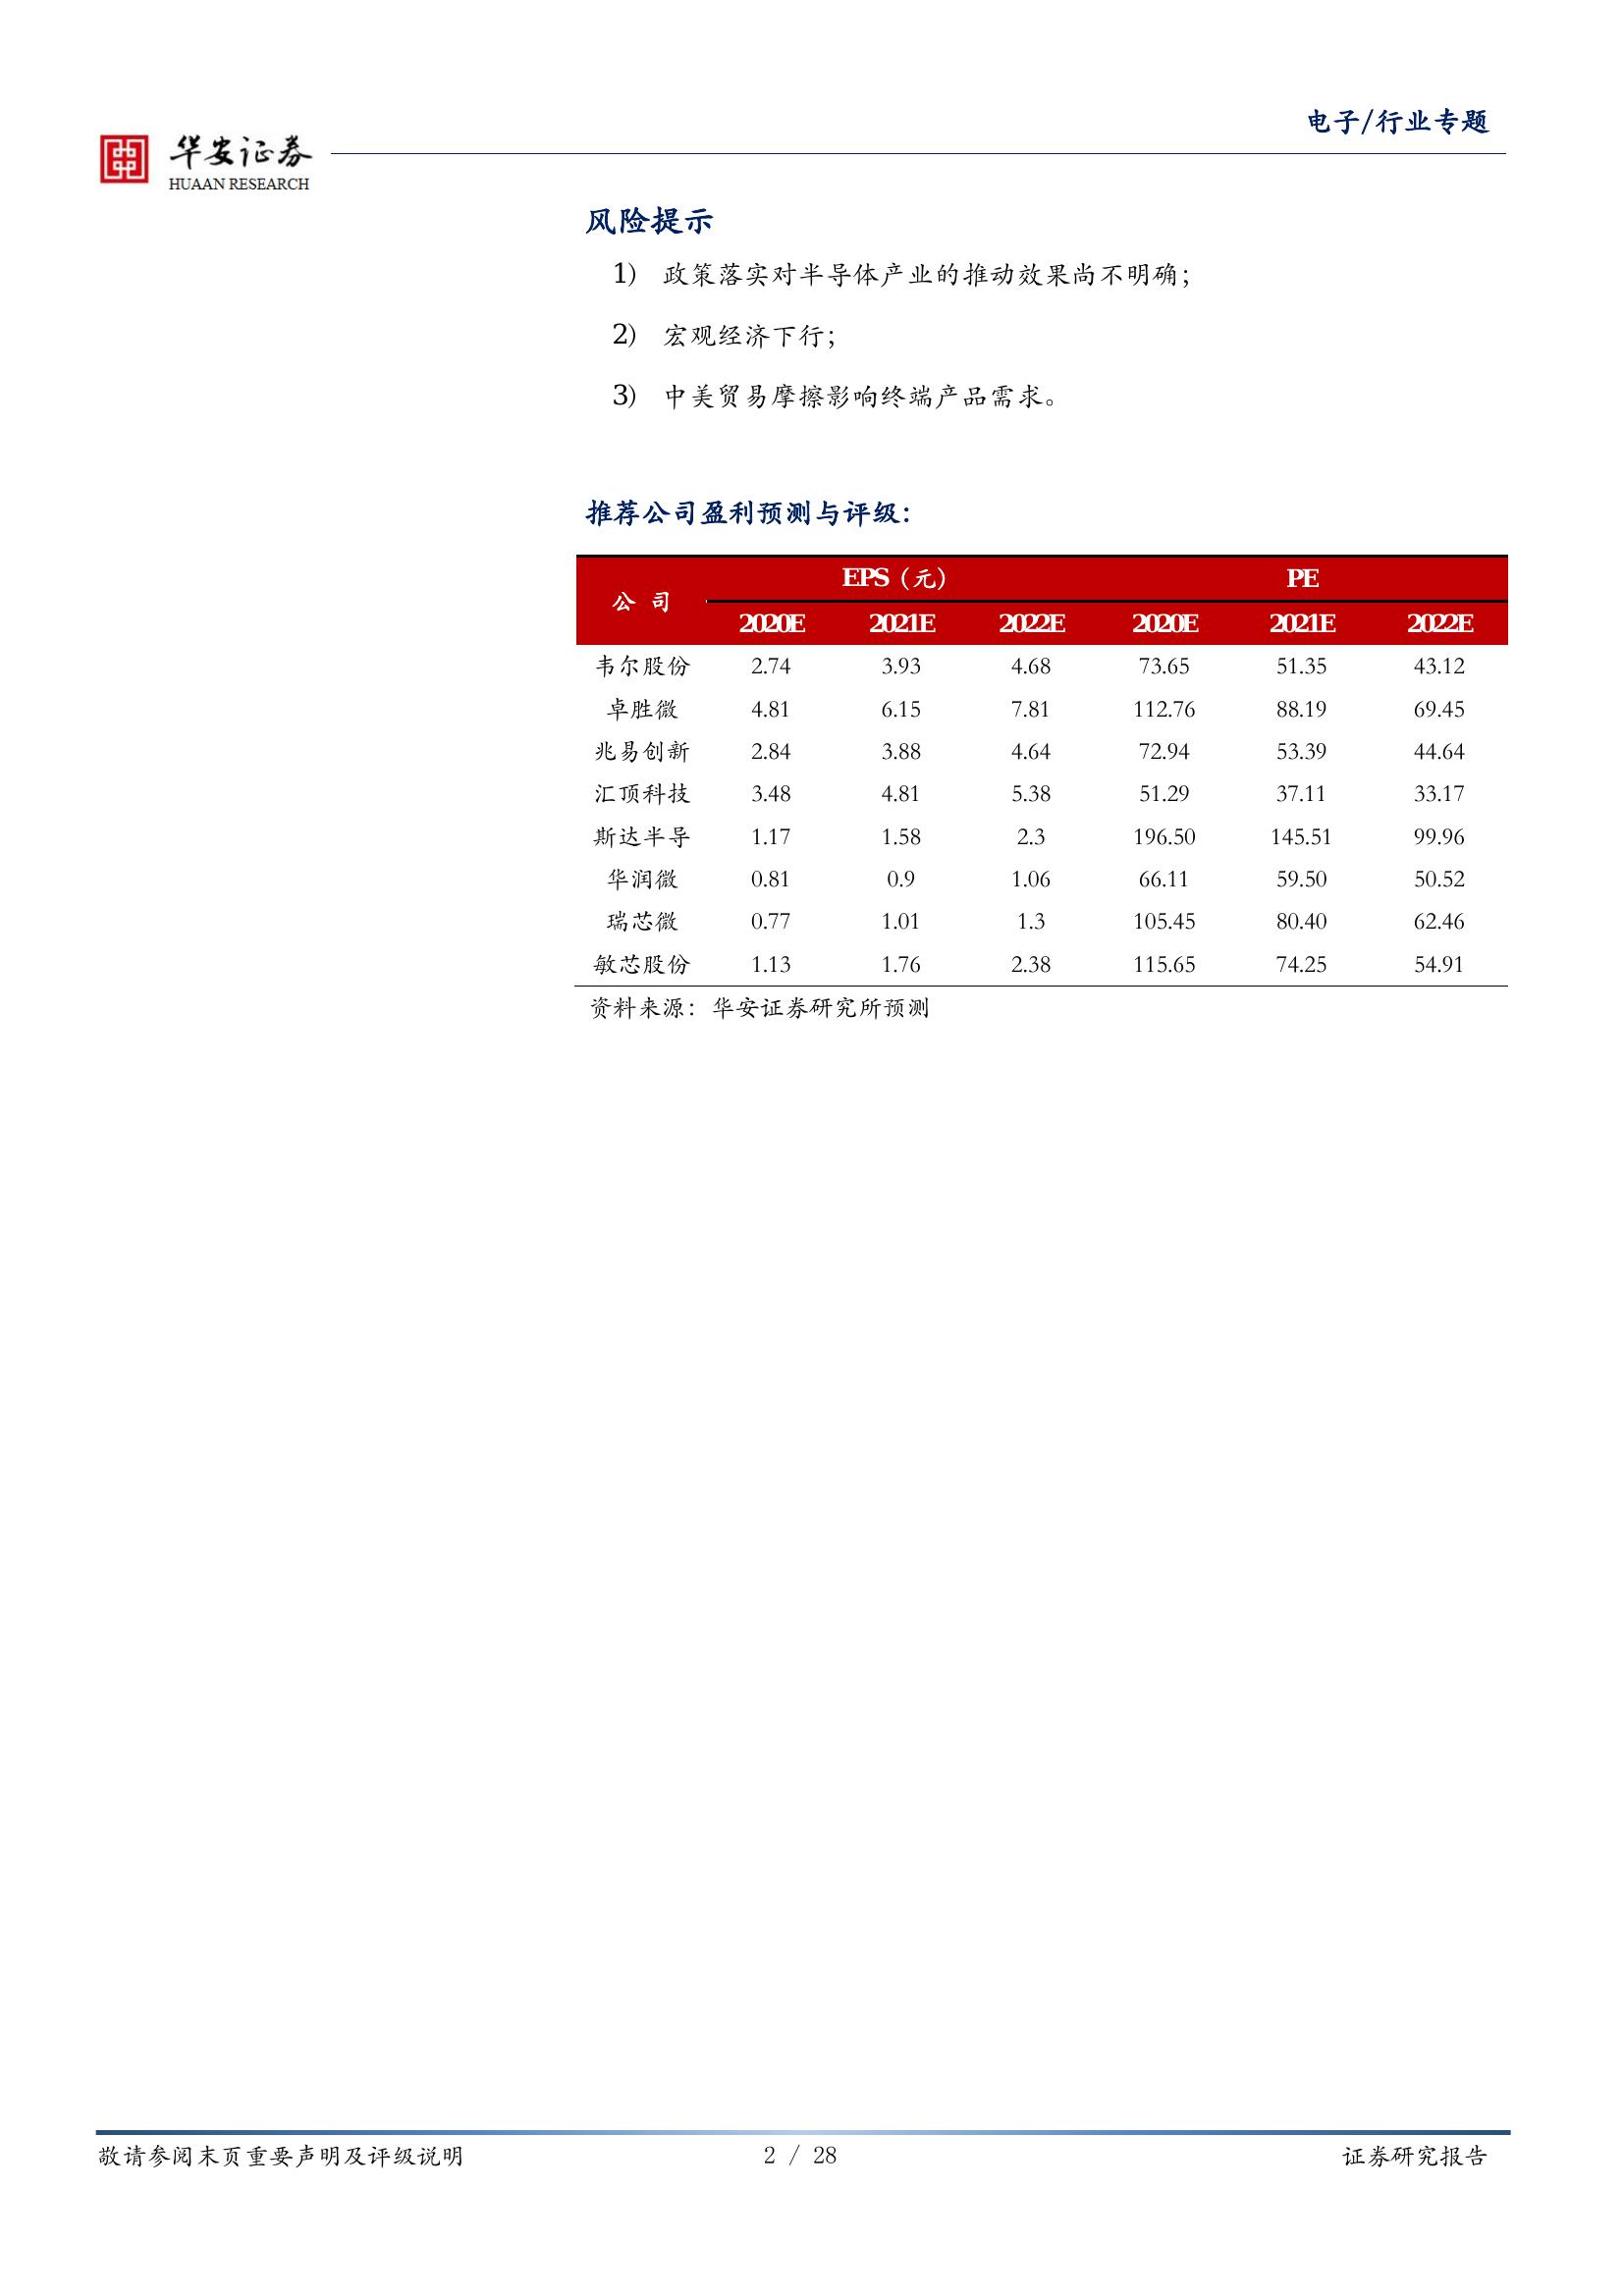 电子/行业专题
华安证券
HUAAN RESEARCH
风险提示
1) 政策落实对半导体产业的推动效果尚不明确；
2) 宏观经济下行；
3) 中美贸易摩擦影响终端产品需求。
推荐公司盈利预测与评级：
公 司 EPS（元） PE
2020E 2021E 2022E 2020E 2021E 2022E
韦尔股份 2.74 3.93 4.68 73.65 51.35 43.12
卓胜微 4.81 6.15 7.81 112.76 88.19 69.45
兆易创新 2.84 3.88 4.64 72.94 53.39 44.64
汇顶科技 3.48 4.81 5.38 51.29 37.11 33.17
斯达半导 1.17 1.58 2.3 196.50 145.51 99.96
华润微 0.81 0.9 1.06 66.11 59.50 50.52
瑞芯微 0.77 1.01 1.3 105.45 80.40 62.46
敏芯股份 1.13 1.76 2.38 115.65 74.25 54.91
资料来源：华安证券研究所预测
敬请参阅末页重要声明及评级说明 2 / 28 证券研究报告